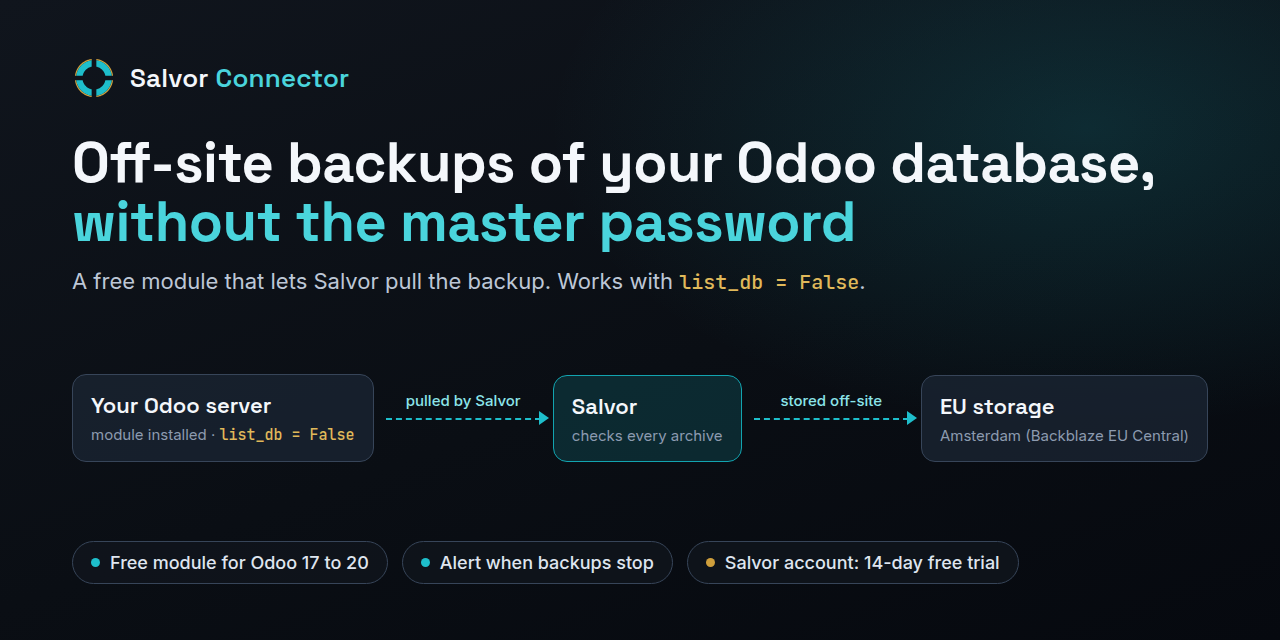 Salvor Connector
Off-site backups of your Odoo database,
without the master password
A free module that lets Salvor pull the backup. Works with list_db = False.
Your Odoo server
module installed · list_db = False
pulled by Salvor
Salvor
checks every archive
stored off-site
EU storage
Amsterdam (Backblaze EU Central)
Free module for Odoo 17 to 20
Alert when backups stop
Salvor account: 14-day free trial